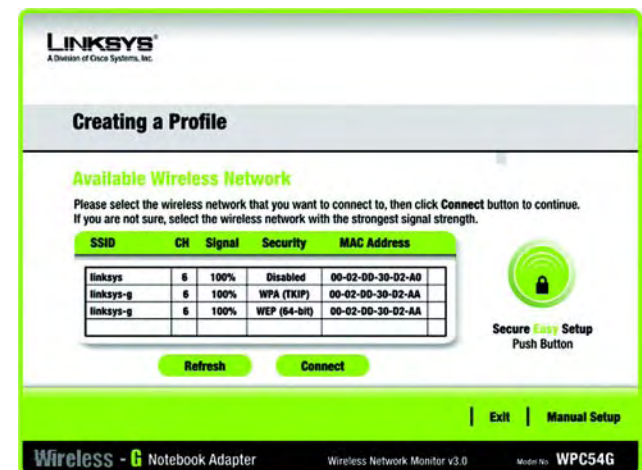 LINKSYS®
A Division of Cisco Systems, Inc.
Creating a Profile
Available Wireless Network
Please select the wireless network that you want to connect to, then click Connect button to continue.
If you are not sure, select the wireless network with the strongest signal strength.
SSID CH Signal Security MAC Address
linksys 6 100% Disabled 00-02-DD-30-D2-A0
linksys-g 6 100% WPA (TKIP) 00-02-DD-30-D2-AA
linksys-g 6 100% WEP (64-bit) 00-02-DD-30-D2-AA
Secure Easy Setup
Push Button
Refresh Connect
Exit Manual Setup
Wireless - G Notebook Adapter Wireless Network Monitor v3.0 Model No. WPC54G